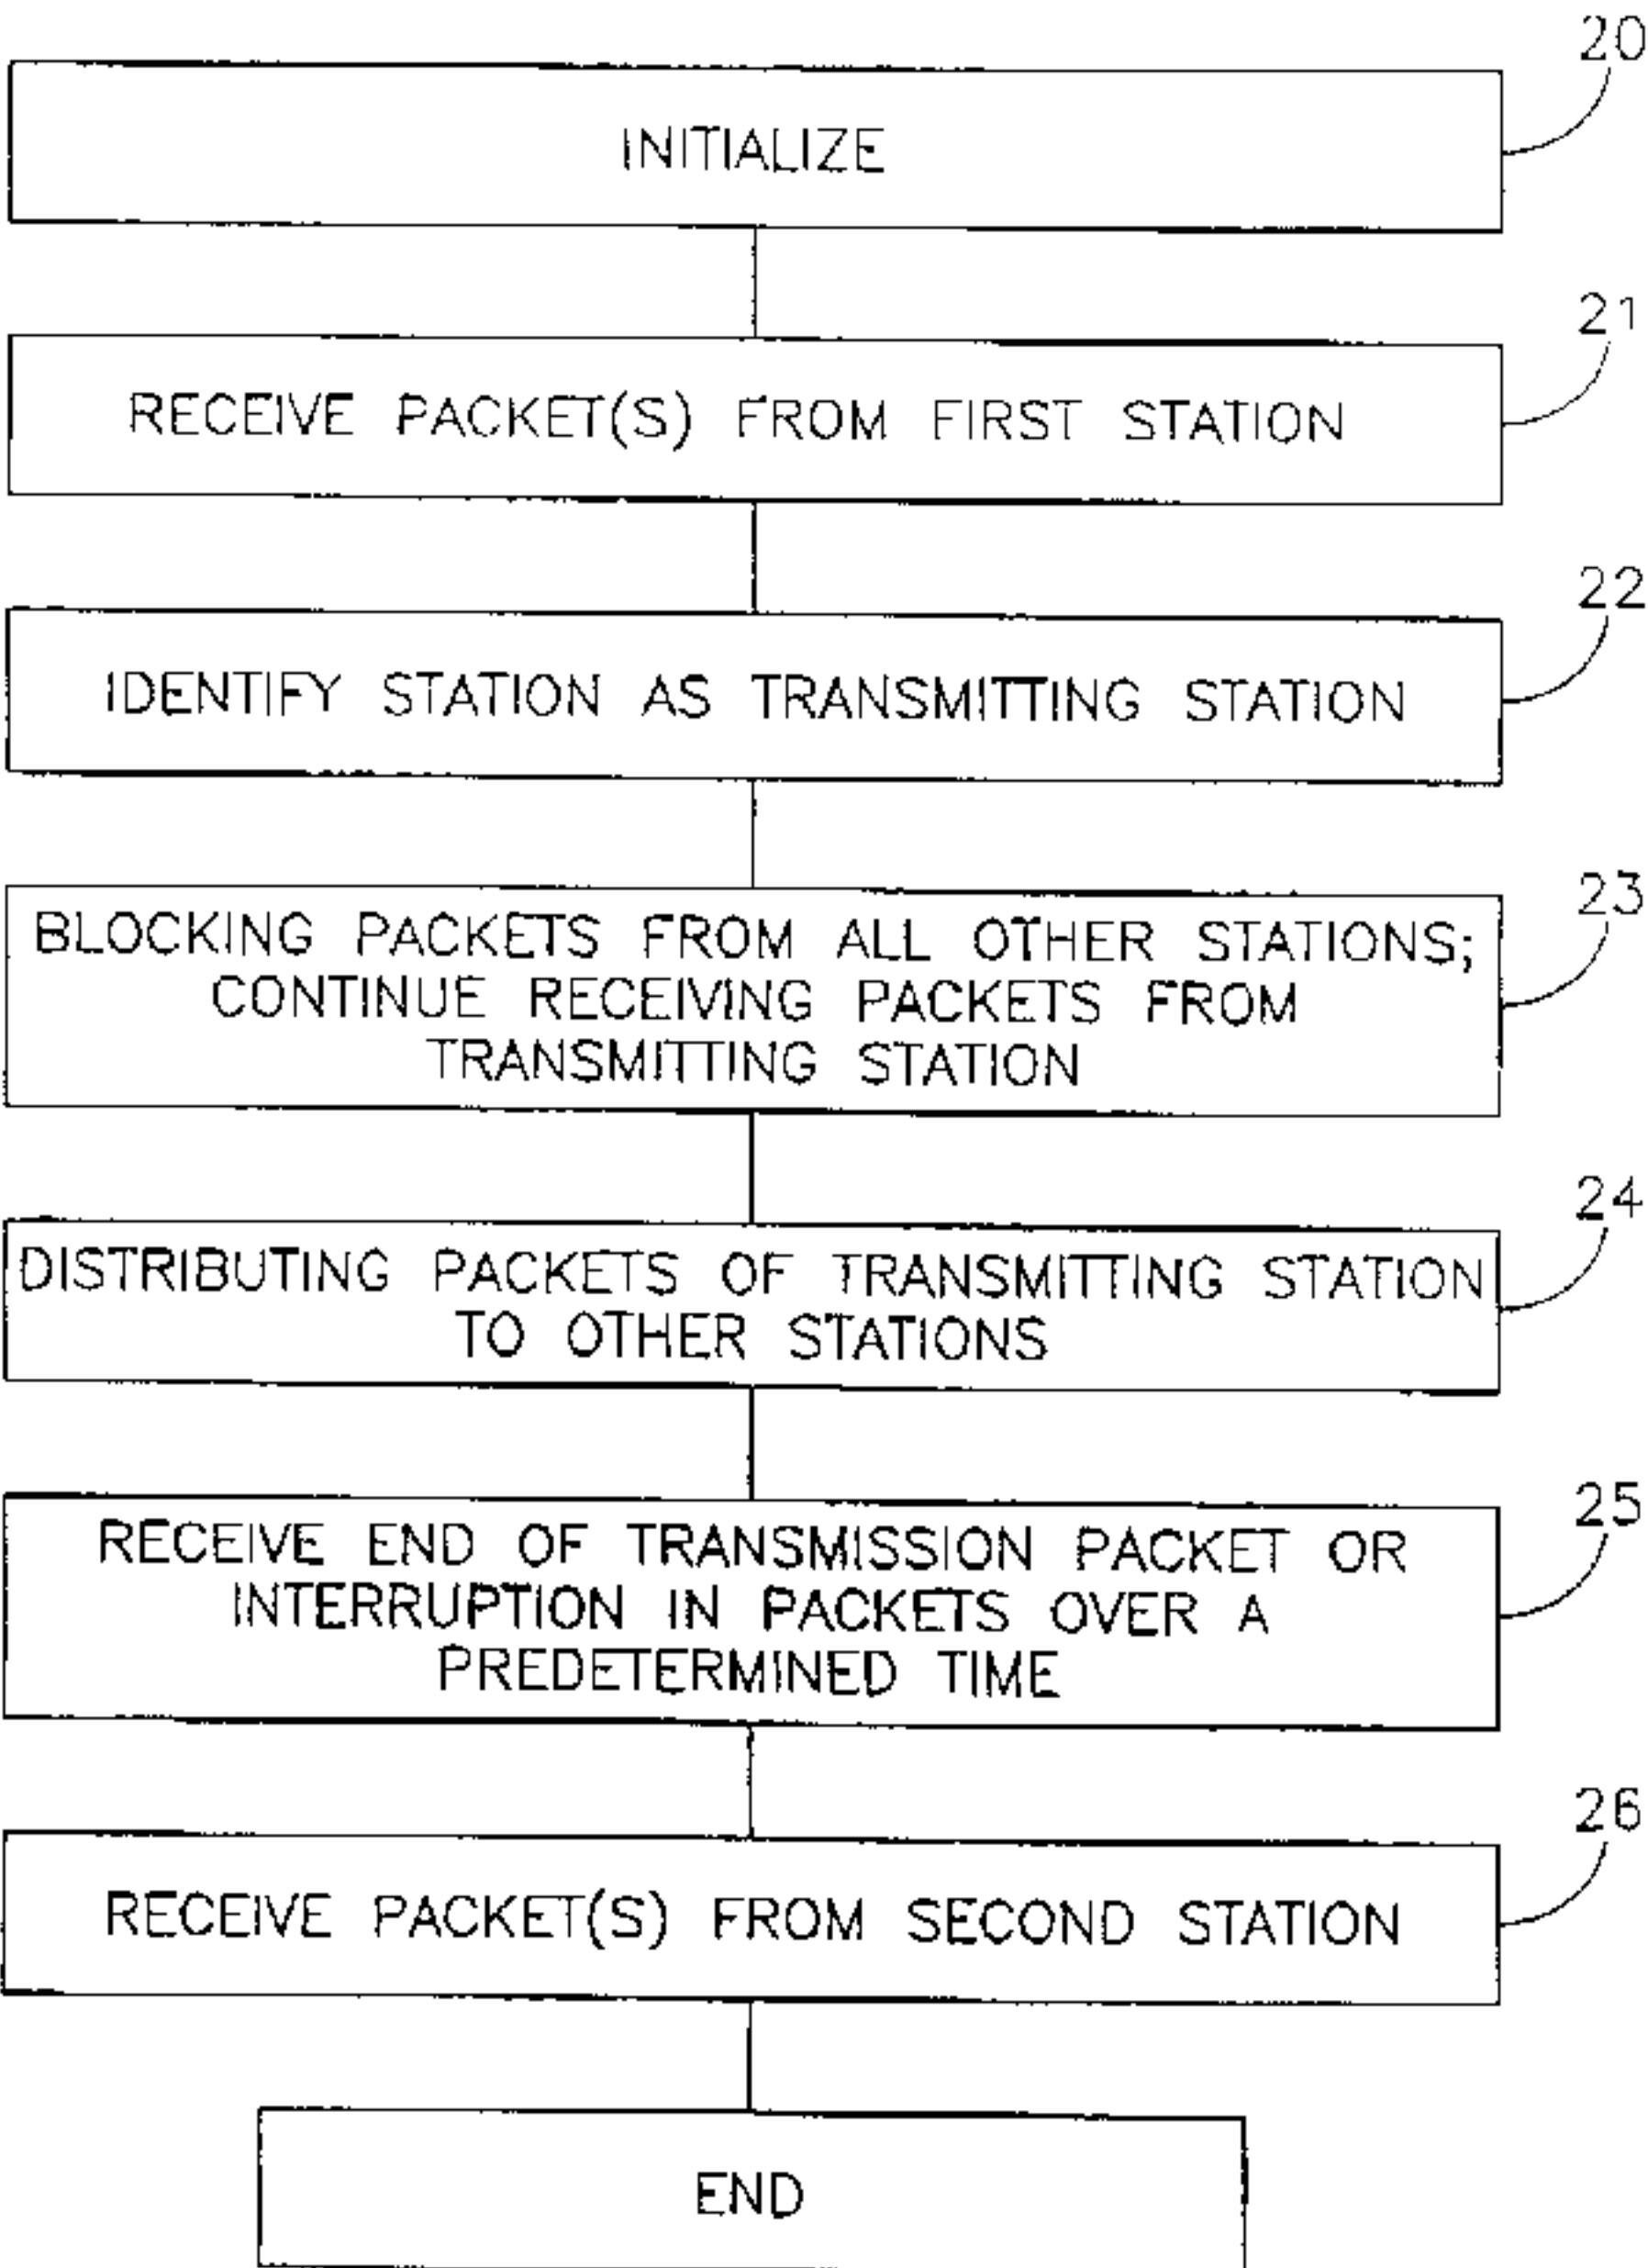 20
INITIALIZE
21
RECEIVE PACKET(S) FROM FIRST STATION
22
IDENTIFY STATION AS TRANSMITTING STATION
23
BLOCKING PACKETS FROM ALL OTHER STATIONS;
CONTINUE RECEIVING PACKETS FROM
TRANSMITTING STATION
24
DISTRIBUTING PACKETS OF TRANSMITTING STATION
TO OTHER STATIONS
25
RECEIVE END OF TRANSMISSION PACKET OR
INTERRUPTION IN PACKETS OVER A
PREDETERMINED TIME
26
RECEIVE PACKET(S) FROM SECOND STATION
END